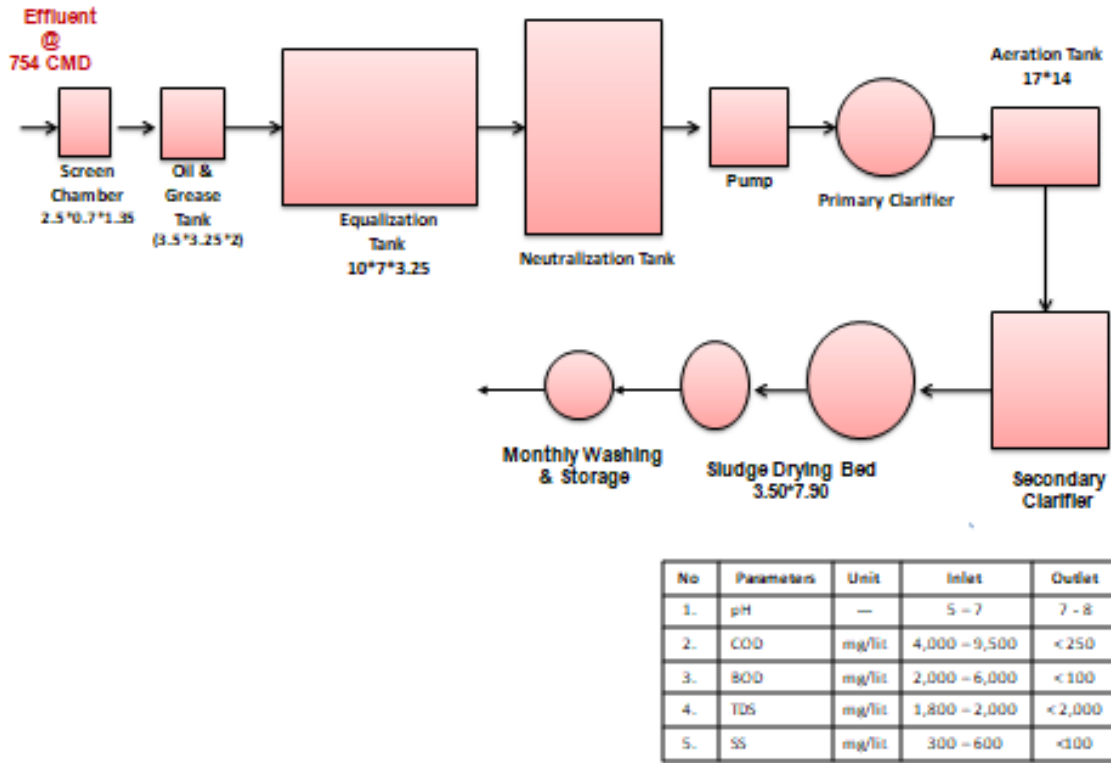 Effluent
@
754 CMD
Screen
Chamber
2.5*0.7*1.35
Oil &
Grease
Tank
(3.5*3.25*2)
Equalization
Tank
10*7*3.25
Neutralization Tank
Pump
Primary Clarifier
Aeration Tank
17*14
Secondary
Clarifier
Sludge Drying Bed
3.50*7.90
Monthly Washing
& Storage
No Parameters Unit Inlet Outlet
1. pH — 5 – 7 7 - 8
2. COD mg/lit 4,000 – 9,500 < 250
3. BOD mg/lit 2,000 – 6,000 < 100
4. TDS mg/lit 1,800 – 2,000 < 2,000
5. SS mg/lit 300 – 600 <100